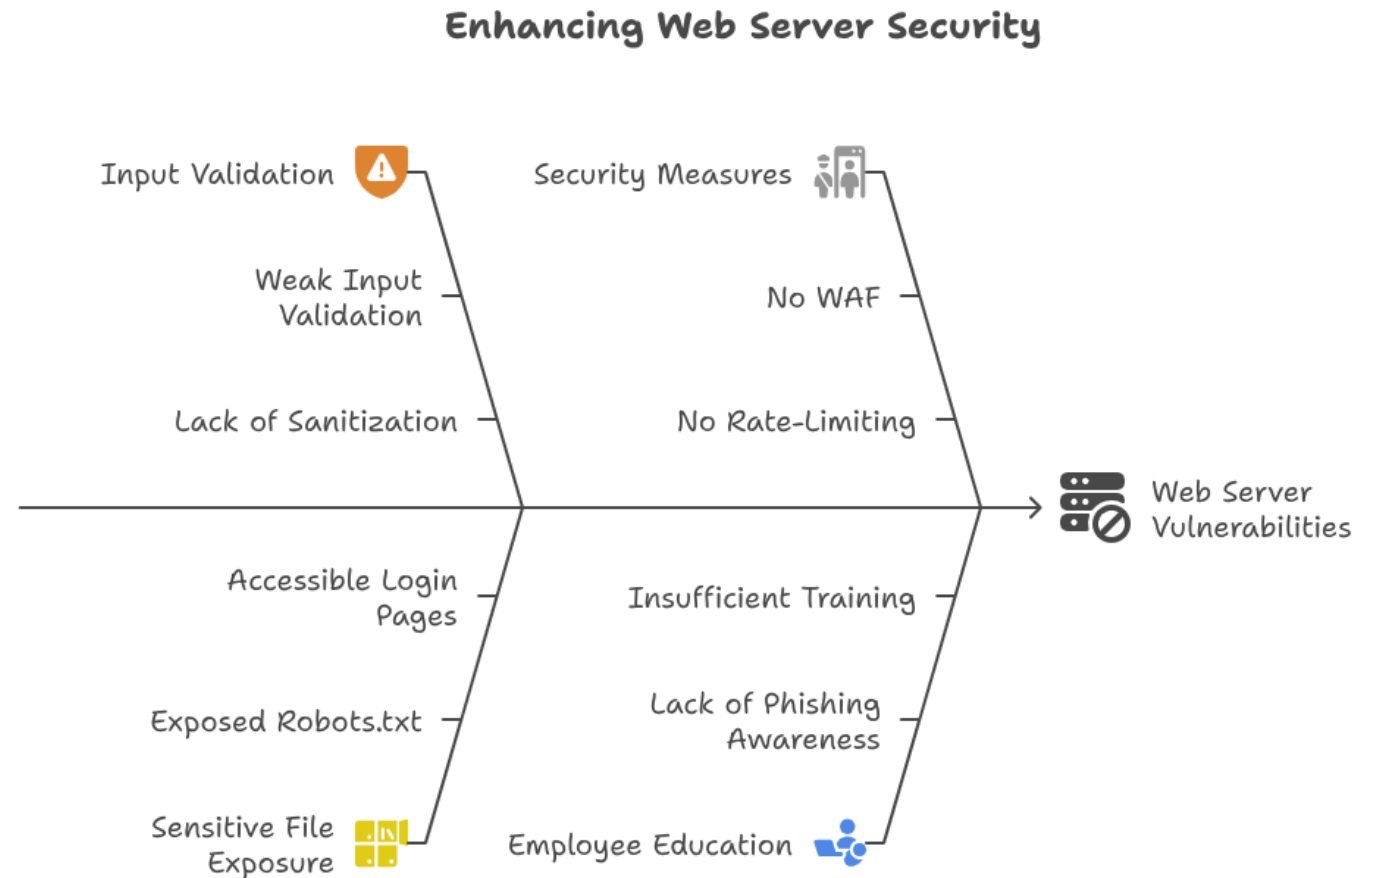 Enhancing Web Server Security
Input Validation
Security Measures
Weak Input
Validation
No WAF
Lack of Sanitization
No Rate-Limiting
Web Server
Vulnerabilities
Accessible Login
Pages
Insufficient Training
Exposed Robots.txt
Lack of Phishing
Awareness
Sensitive File
Exposure
Employee Education